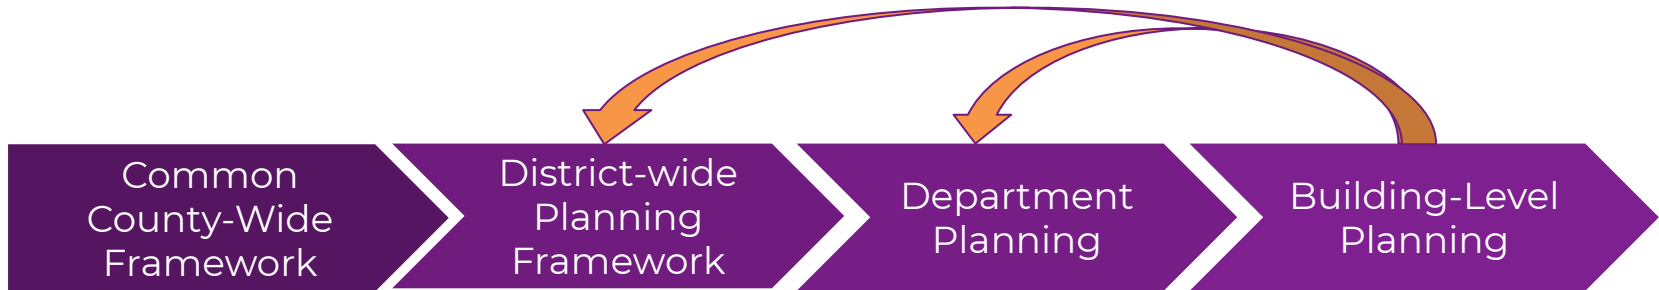 Common
County-Wide
Framework
District-wide
Planning
Framework
Department
Planning
Building-Level
Planning